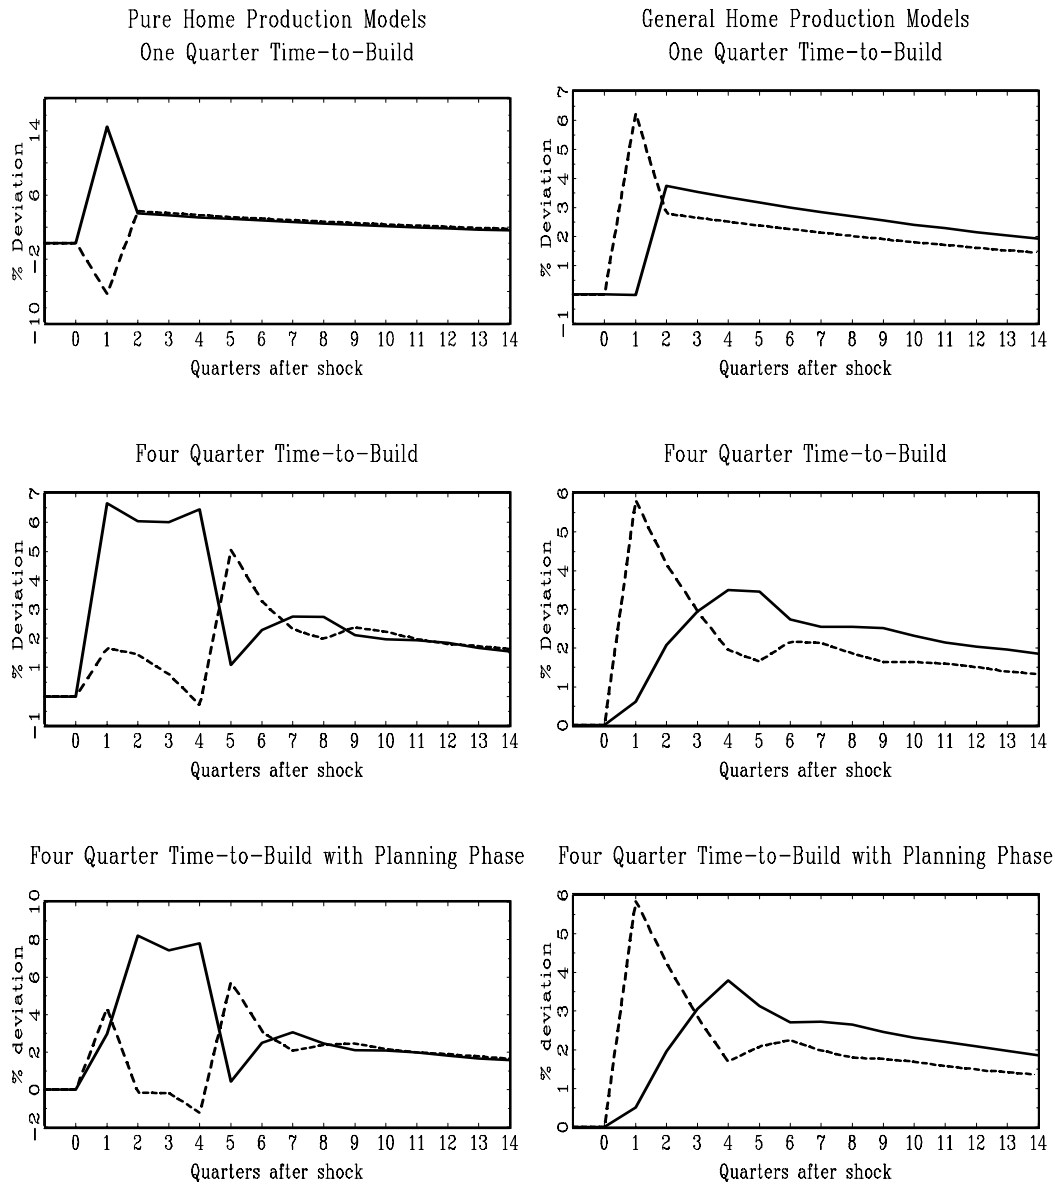 Pure Home Production Models
One Quarter Time-to-Build
% Deviation
14
6
−2
−10
0 1 2 3 4 5 6 7 8 9 10 11 12 13 14
Quarters after shock
General Home Production Models
One Quarter Time-to-Build
% Deviation
7
6
5
4
3
2
1
−1
0 1 2 3 4 5 6 7 8 9 10 11 12 13 14
Quarters after shock
Four Quarter Time-to-Build
% Deviation
7
6
5
4
3
2
1
−1
0 1 2 3 4 5 6 7 8 9 10 11 12 13 14
Quarters after shock
Four Quarter Time-to-Build
% Deviation
6
5
4
3
2
1
0
0 1 2 3 4 5 6 7 8 9 10 11 12 13 14
Quarters after shock
Four Quarter Time-to-Build with Planning Phase
% deviation
10
8
6
4
2
0
−2
0 1 2 3 4 5 6 7 8 9 10 11 12 13 14
Quarters after shock
Four Quarter Time-to-Build with Planning Phase
% deviation
6
5
4
3
2
1
0
0 1 2 3 4 5 6 7 8 9 10 11 12 13 14
Quarters after shock